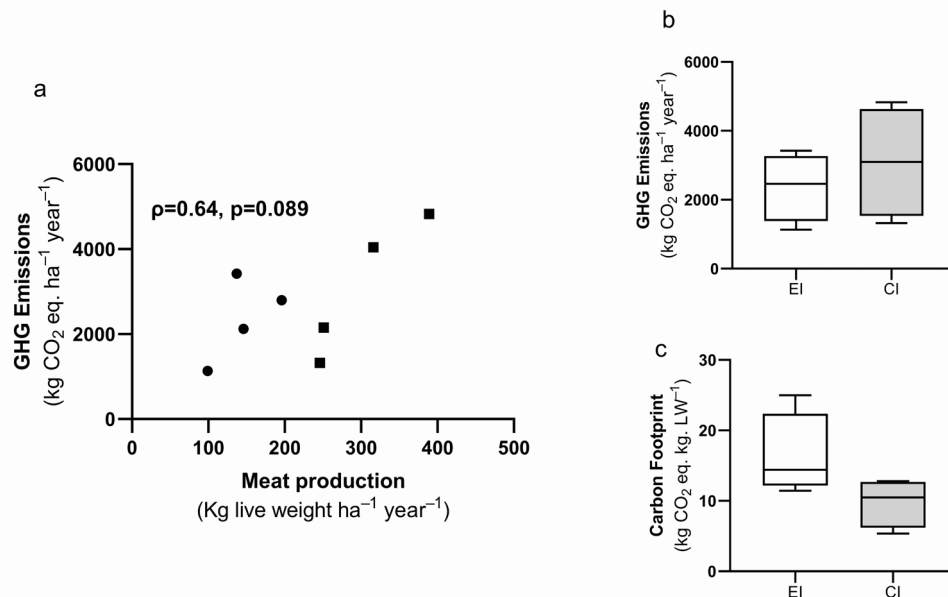 a
GHG Emissions
(kg CO₂ eq. ha⁻¹ year⁻¹)
6000
4000
2000
0
ρ=0.64, p=0.089
0 100 200 300 400 500
Meat production
(Kg live weight ha⁻¹ year⁻¹)
b
GHG Emissions
(kg CO₂ eq. ha⁻¹ year⁻¹)
6000
4000
2000
0
EI CI
c
Carbon Footprint
(kg CO₂ eq. kg. LW⁻¹)
30
20
10
0
EI CI